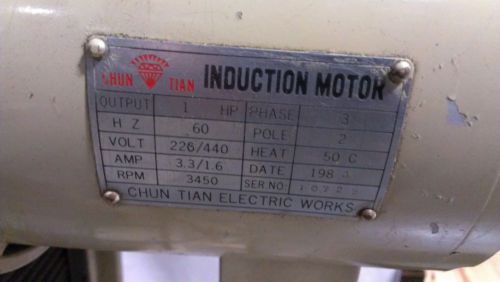 CHUN TIAN INDUCTION MOTOR
OUTPUT 1 HP PHASE 3
H Z 60 POLE 2
VOLT 220/440 HEAT 50 C
AMP 3.3/1.6 DATE 198
RPM 3450 SER NO:
CHUN TIAN ELECTRIC WORKS